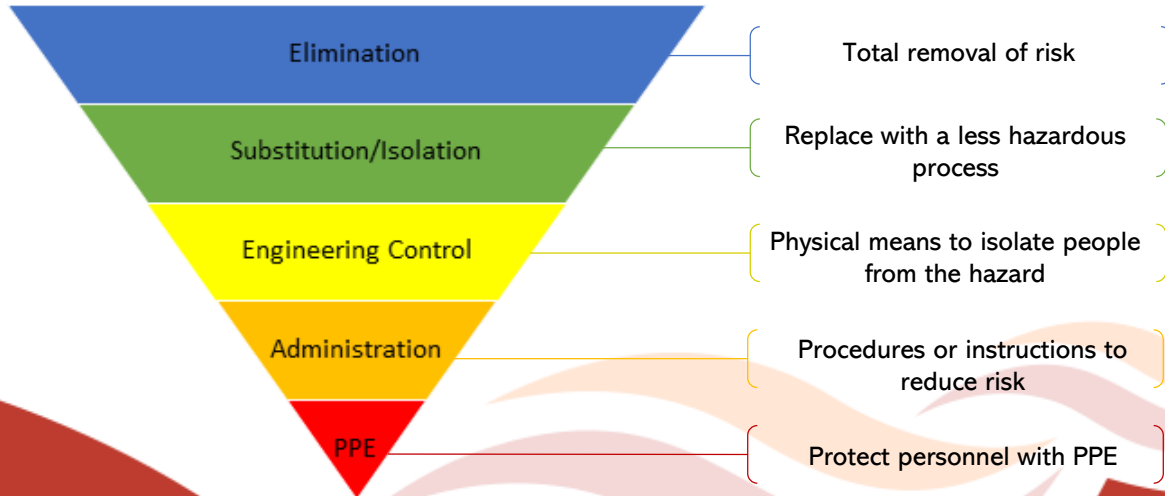 Elimination
Total removal of risk
Substitution/Isolation
Replace with a less hazardous
process
Engineering Control
Physical means to isolate people
from the hazard
Administration
Procedures or instructions to
reduce risk
PPE
Protect personnel with PPE